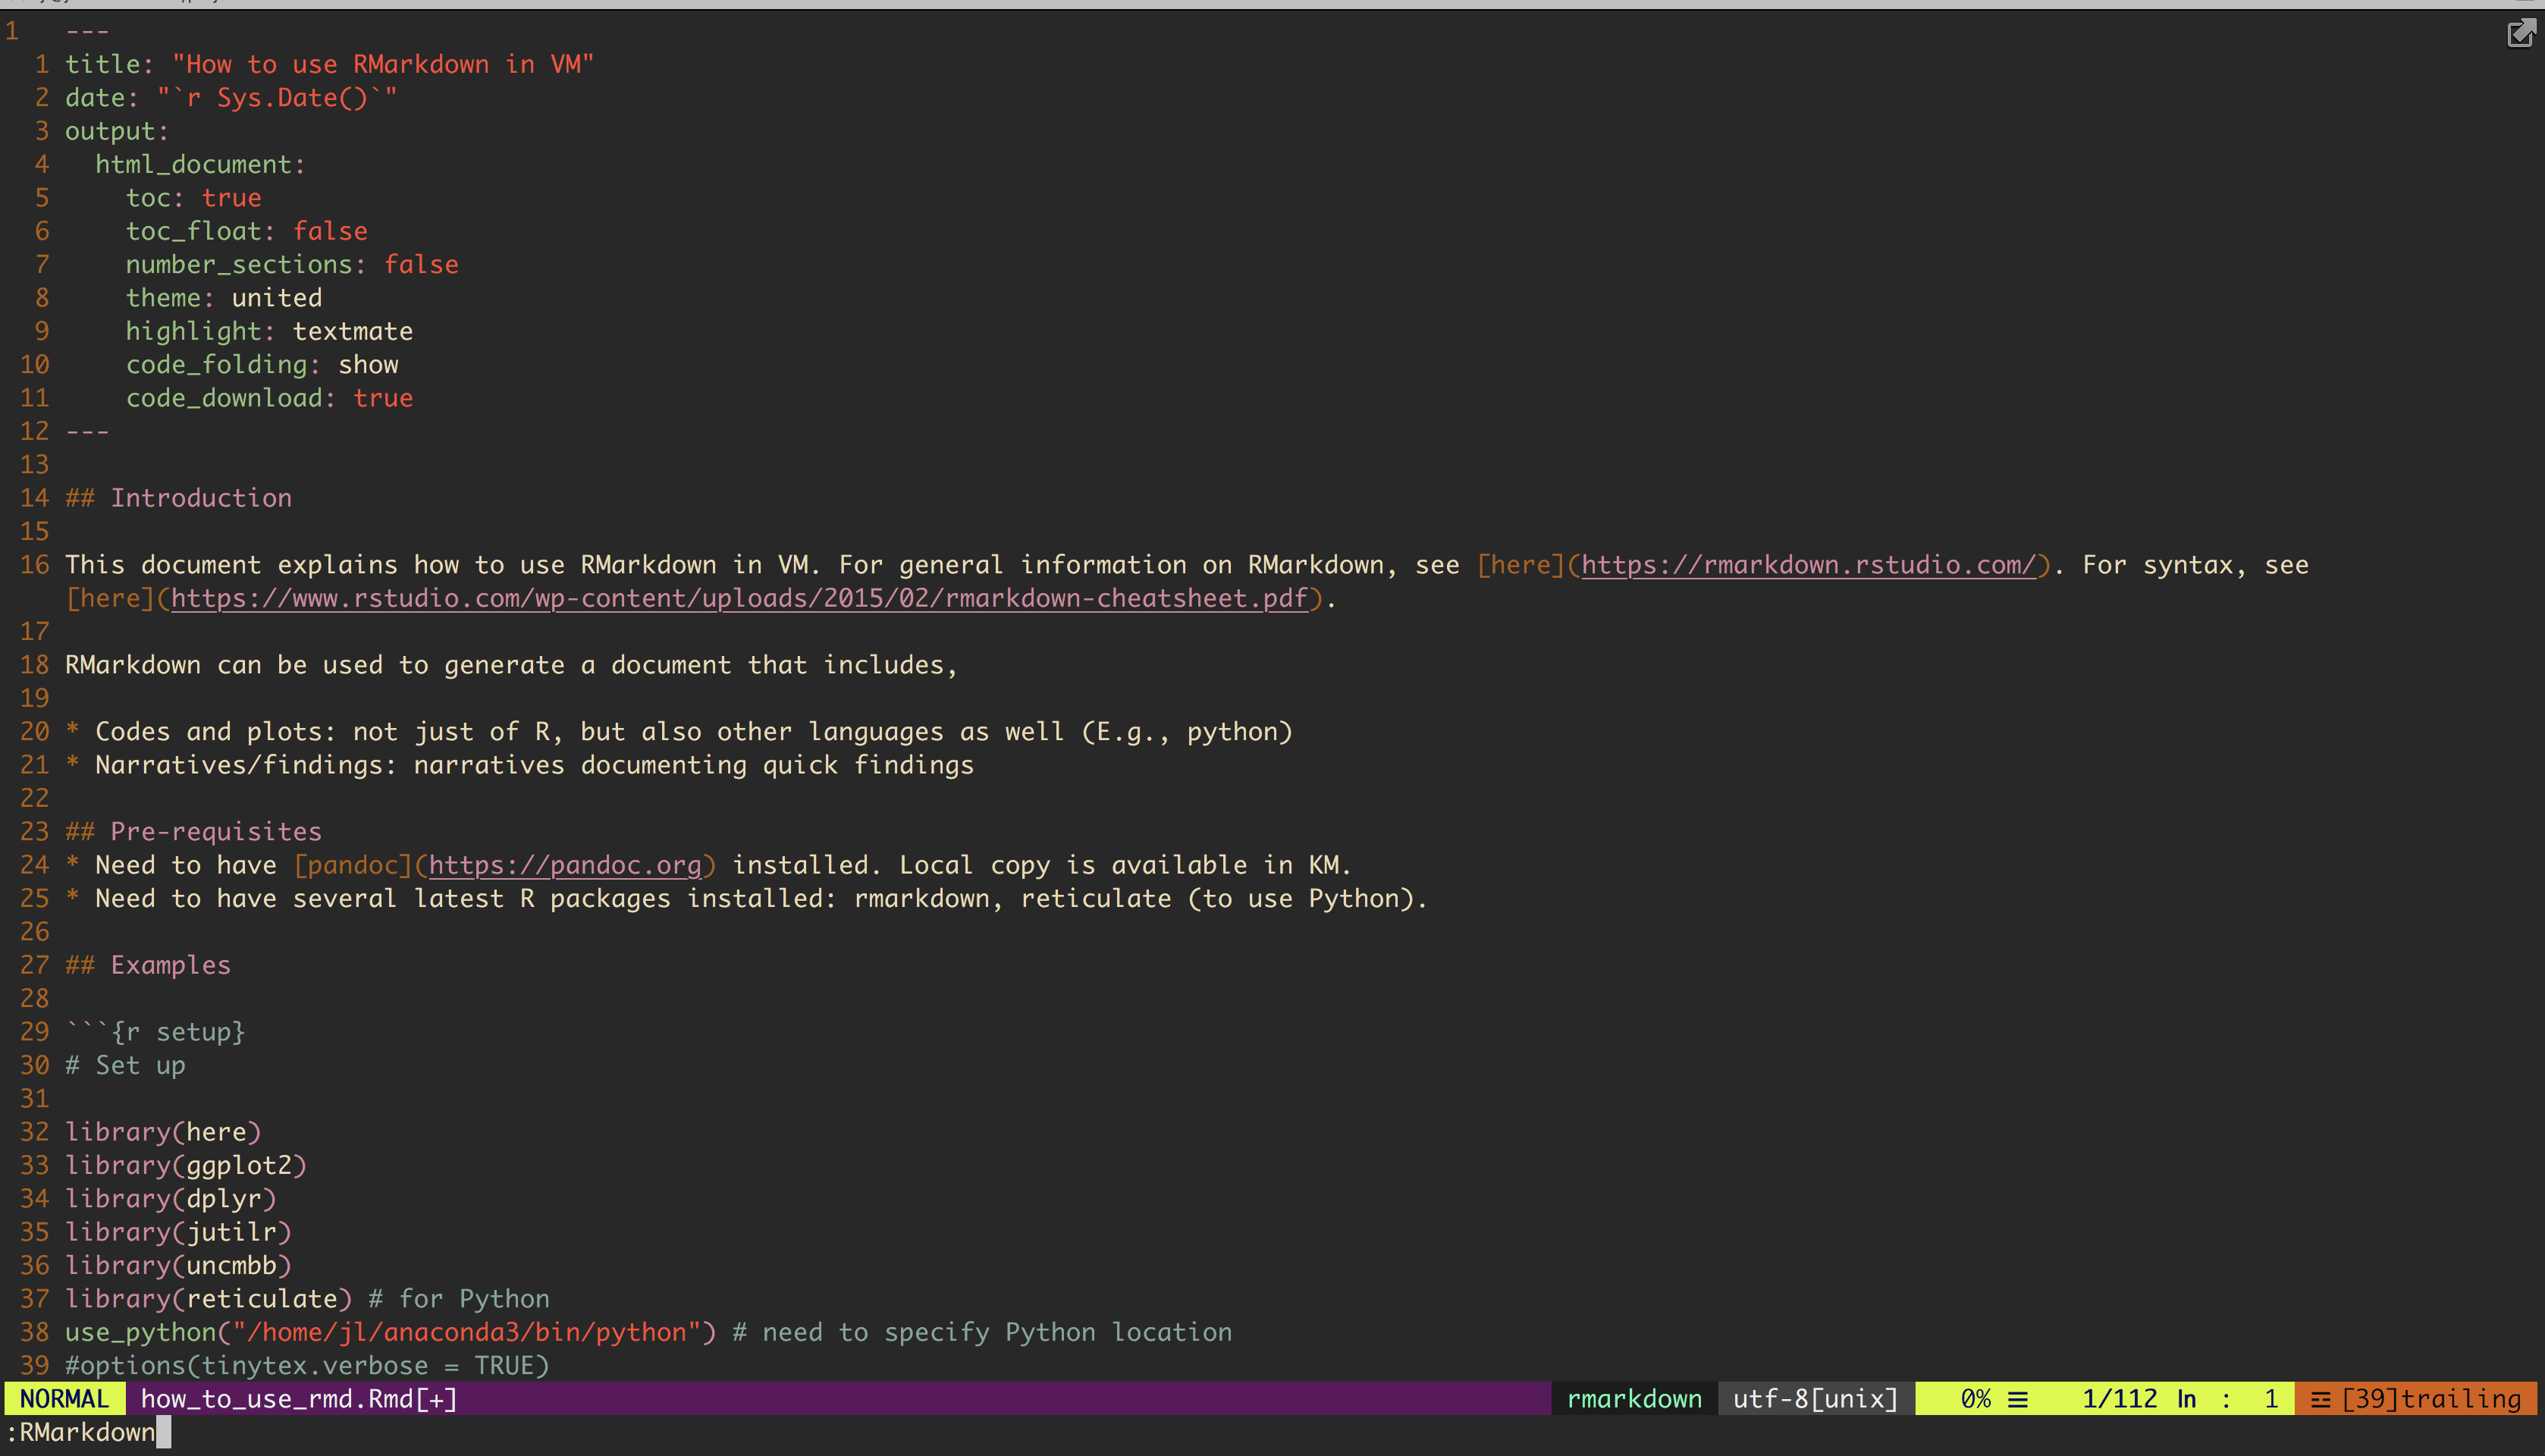 1 ---
1 title: "How to use RMarkdown in VM"
2 date: "`r Sys.Date()`"
3 output:
4   html_document:
5     toc: true
6     toc_float: false
7     number_sections: false
8     theme: united
9     highlight: textmate
10     code_folding: show
11     code_download: true
12 ---
13
14 ## Introduction
15
16 This document explains how to use RMarkdown in VM. For general information on RMarkdown, see [here](https://rmarkdown.rstudio.com/). For syntax, see
[here](https://www.rstudio.com/wp-content/uploads/2015/02/rmarkdown-cheatsheet.pdf).
17
18 RMarkdown can be used to generate a document that includes,
19
20 * Codes and plots: not just of R, but also other languages as well (E.g., python)
21 * Narratives/findings: narratives documenting quick findings
22
23 ## Pre-requisites
24 * Need to have [pandoc](https://pandoc.org) installed. Local copy is available in KM.
25 * Need to have several latest R packages installed: rmarkdown, reticulate (to use Python).
26
27 ## Examples
28
29 ```{r setup}
30 # Set up
31
32 library(here)
33 library(ggplot2)
34 library(dplyr)
35 library(jutilr)
36 library(uncmbb)
37 library(reticulate) # for Python
38 use_python("/home/jl/anaconda3/bin/python") # need to specify Python location
39 #options(tinytex.verbose = TRUE)
NORMAL how_to_use_rmd.Rmd[+] rmarkdown utf-8[unix] 0% ≡ 1/112 ln : 1 ☲ [39]trailing
:RMarkdown